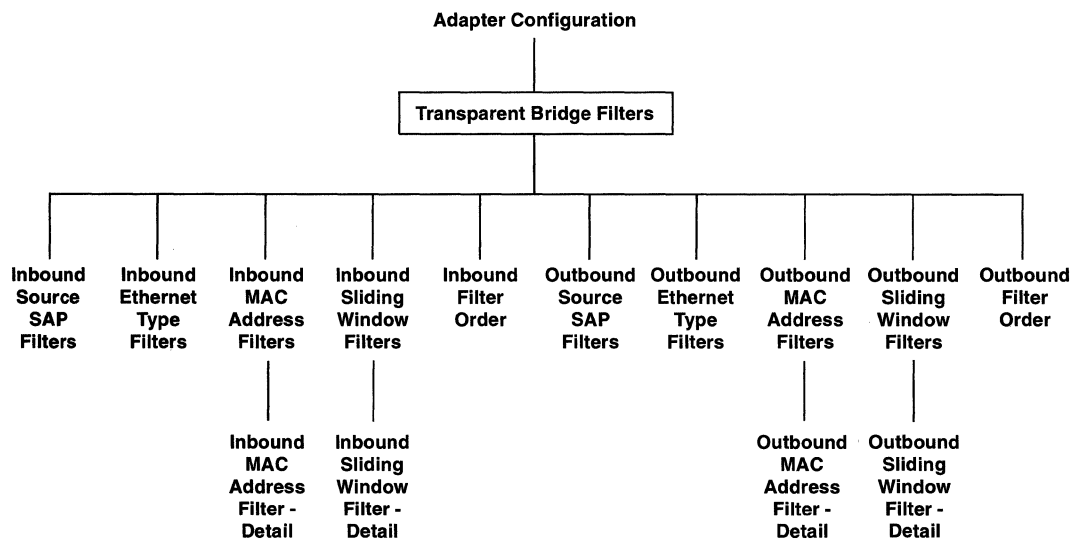 Adapter Configuration
Transparent Bridge Filters
Inbound
Source
SAP
Filters
Inbound
Ethernet
Type
Filters
Inbound
MAC
Address
Filters
Inbound
Sliding
Window
Filters
Inbound
Filter
Order
Outbound
Source
SAP
Filters
Outbound
Ethernet
Type
Filters
Outbound
MAC
Address
Filters
Outbound
Sliding
Window
Filters
Outbound
Filter
Order
Inbound
MAC
Address
Filter -
Detail
Inbound
Sliding
Window
Filter -
Detail
Outbound
MAC
Address
Filter -
Detail
Outbound
Sliding
Window
Filter -
Detail